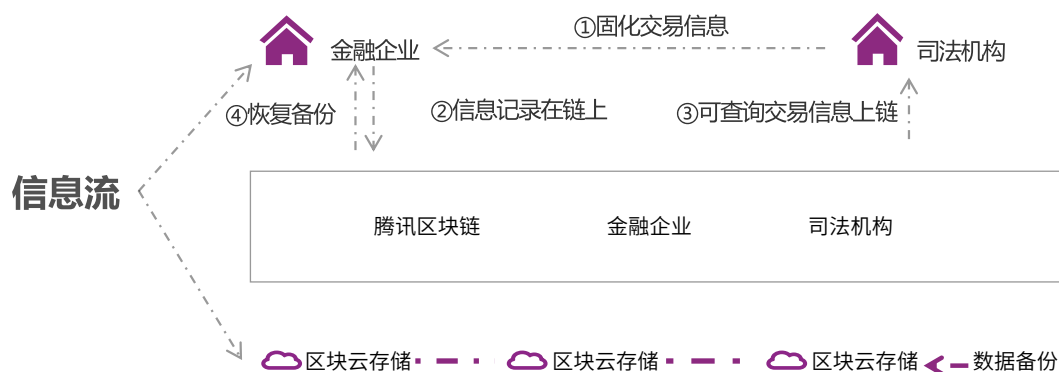 ①固化交易信息
金融企业
司法机构
④恢复备份
②信息记录在链上
③可查询交易信息上链
信息流
腾讯区块链 金融企业 司法机构
区块云存储 区块云存储 区块云存储 数据备份